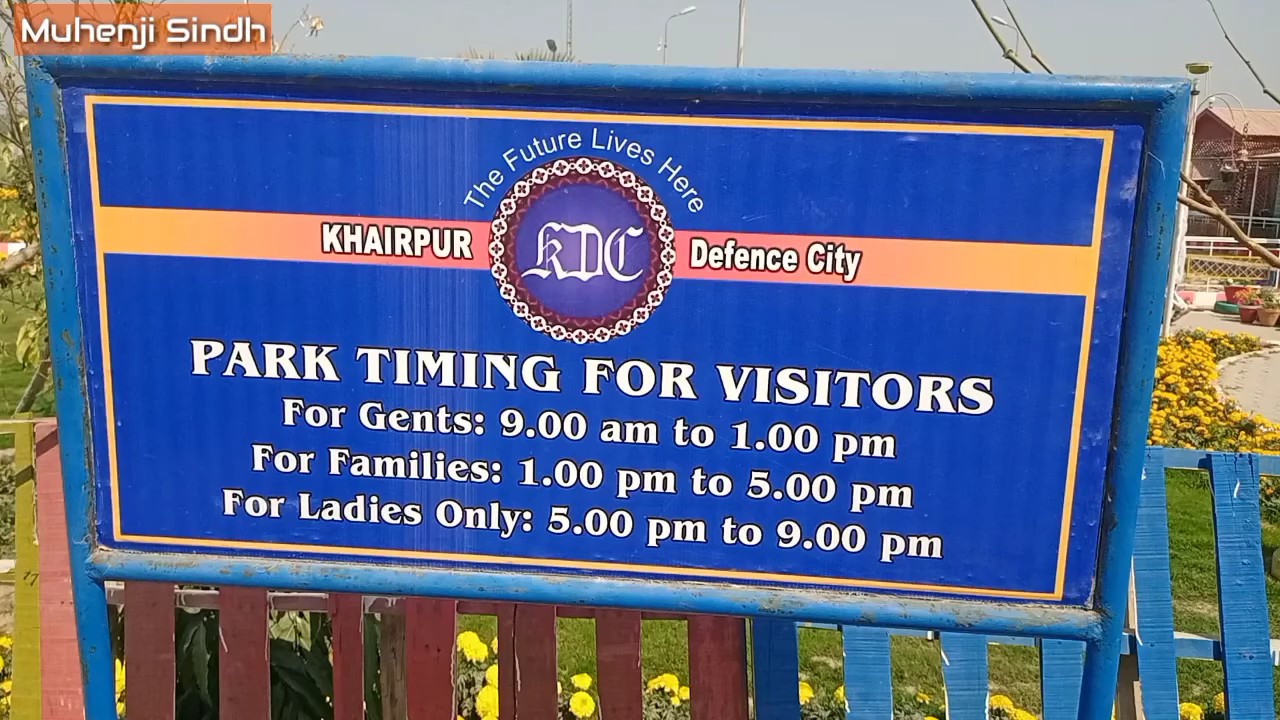 Muhenji Sindh
The Future Lives Here
KHAIRPUR KDC Defence City
PARK TIMING FOR VISITORS
For Gents: 9.00 am to 1.00 pm
For Families: 1.00 pm to 5.00 pm
For Ladies Only: 5.00 pm to 9.00 pm
17